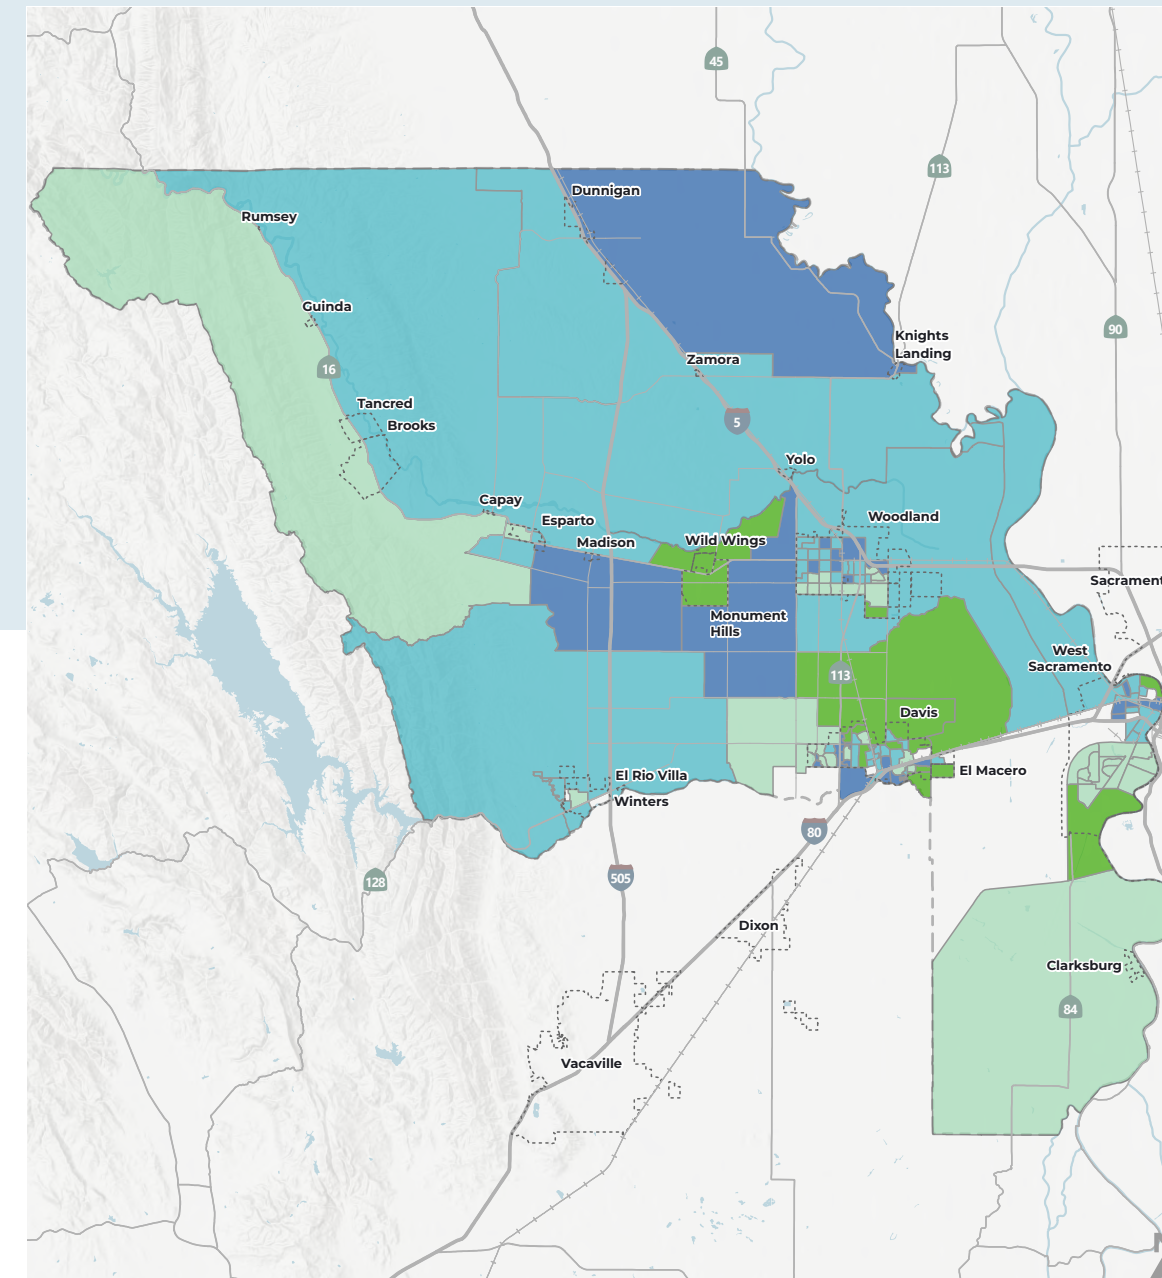 45
113
Dunnigan
Rumsey
Guinda
90
Knights
Landing
Zamora
16
Tancred
Brooks
5
Yolo
Capay
Esparto
Woodland
Madison
Wild Wings
Sacrament
Monument
Hills
West
Sacramento
113
Davis
El Macero
El Rio Villa
Winters
80
505
128
Dixon
Clarksburg
84
Vacaville